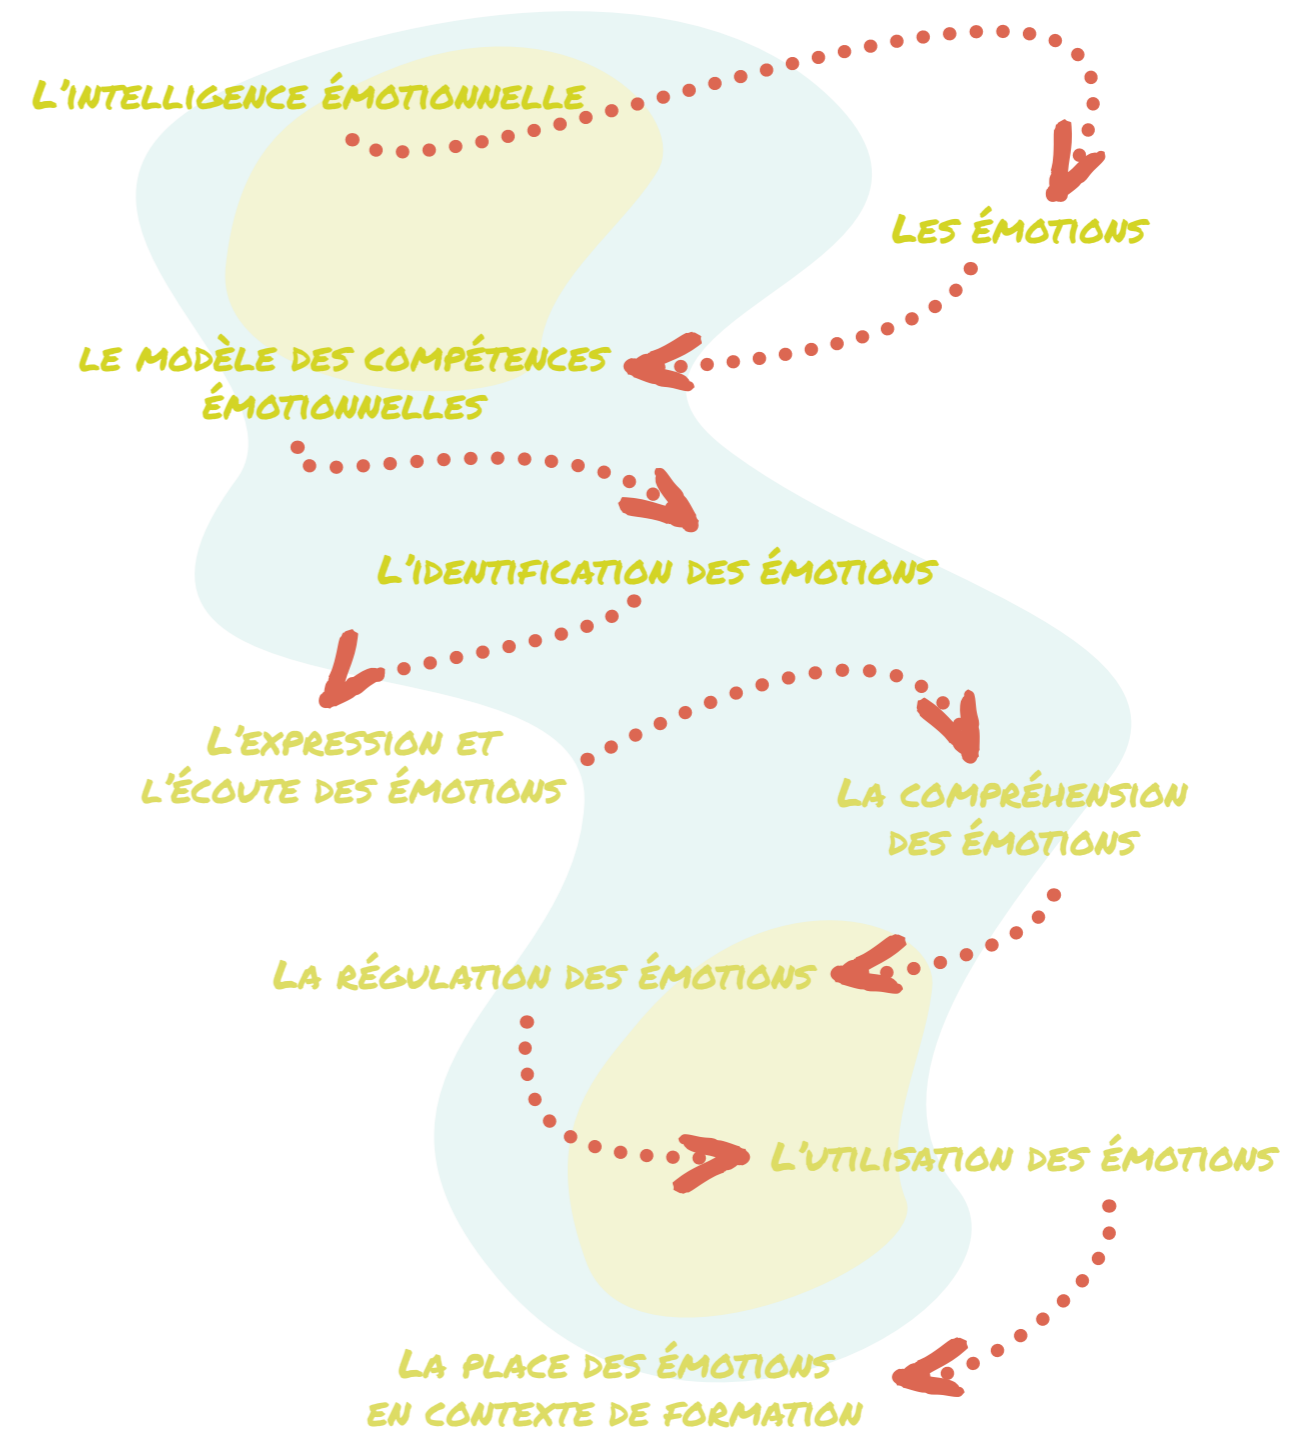 L'intelligence émotionnelle
Les émotions
le modèle des compétences
émotionnelles
L'identification des émotions
L'expression et
l'écoute des émotions
La compréhension
des émotions
La régulation des émotions
L'utilisation des émotions
La place des émotions
en contexte de formation